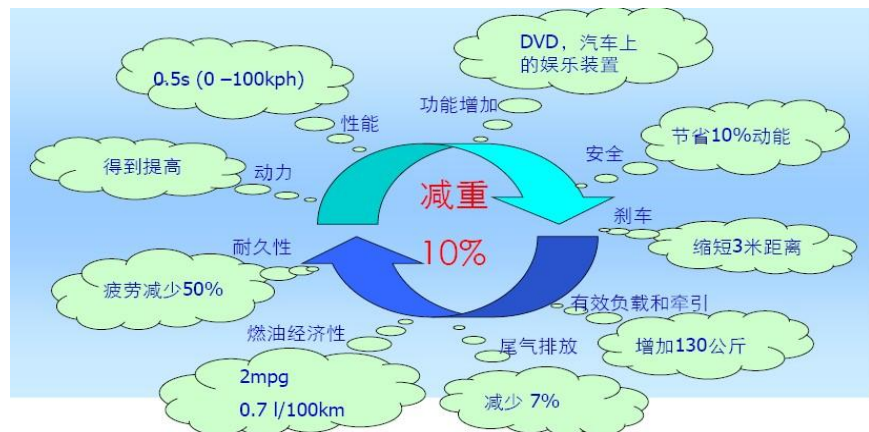 DVD，汽车上
的娱乐装置
0.5s (0 –100kph)
功能增加
性能
节省10%动能
安全
得到提高
动力
减重
10%
刹车
缩短3米距离
耐久性
疲劳减少50%
有效负载和牵引
燃油经济性
尾气排放
增加130公斤
2mpg
0.7 l/100km
减少 7%